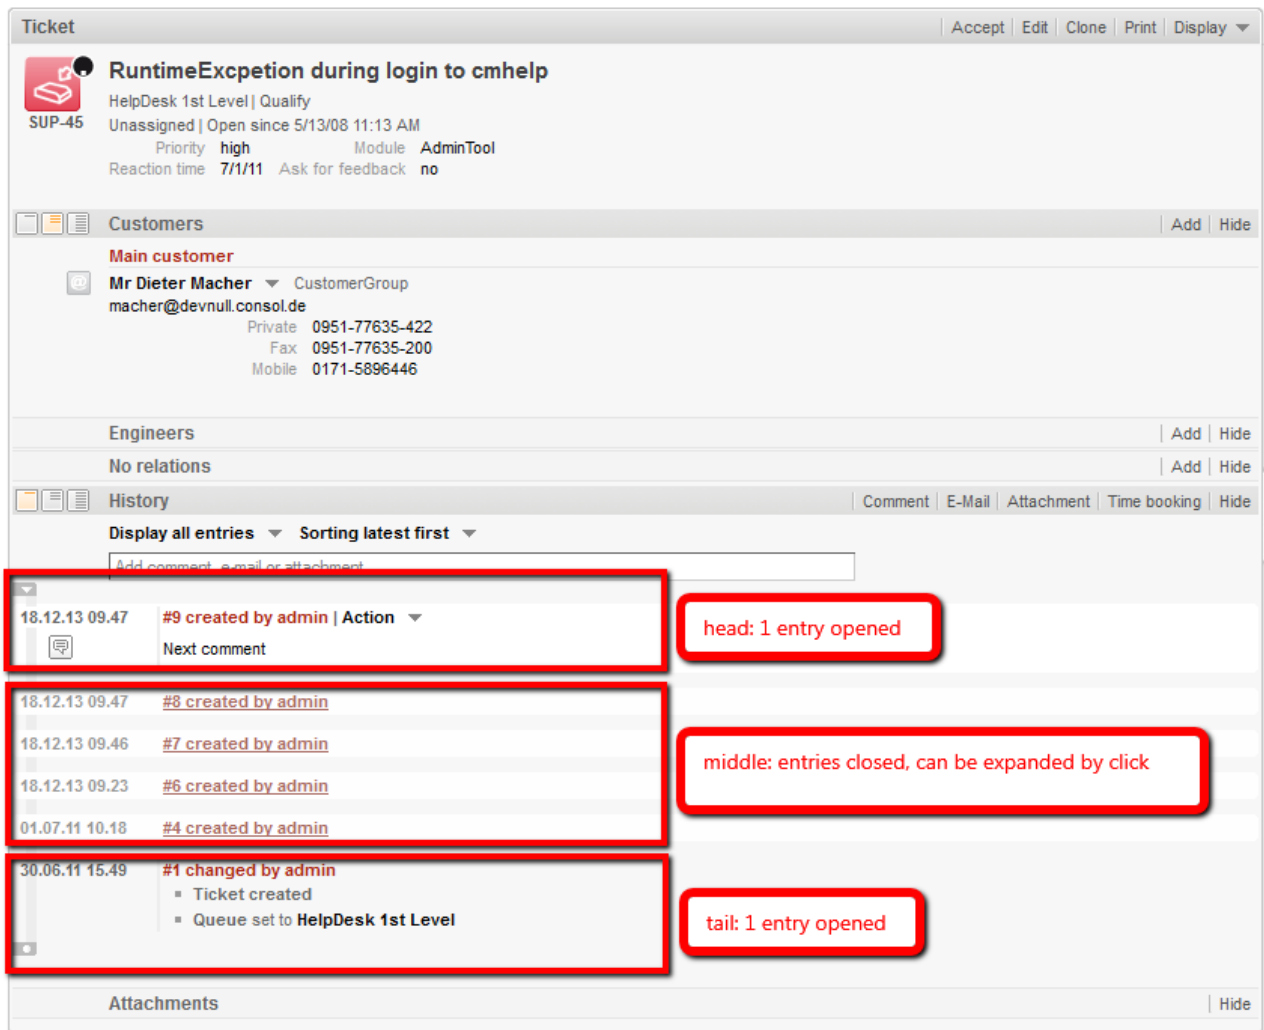 Ticket
Accept | Edit | Clone | Print | Display
RuntimeExcpetion during login to cmhelp
HelpDesk 1st Level | Qualify
SUP-45
Unassigned | Open since 5/13/08 11:13 AM
Priority high Module AdminTool
Reaction time 7/1/11 Ask for feedback no
Customers
Add | Hide
Main customer
Mr Dieter Macher CustomerGroup
macher@devnull.consol.de
Private 0951-77635-422
Fax 0951-77635-200
Mobile 0171-5896446
Engineers
Add | Hide
No relations
Add | Hide
History
Comment | E-Mail | Attachment | Time booking | Hide
Display all entries Sorting latest first
Add comment, e-mail or attachment
18.12.13 09.47 #9 created by admin | Action
Next comment
head: 1 entry opened
18.12.13 09.47 #8 created by admin
18.12.13 09.46 #7 created by admin
18.12.13 09.23 #6 created by admin
01.07.11 10.18 #4 created by admin
middle: entries closed, can be expanded by click
30.06.11 15.49 #1 changed by admin
Ticket created
Queue set to HelpDesk 1st Level
tail: 1 entry opened
Attachments
Hide